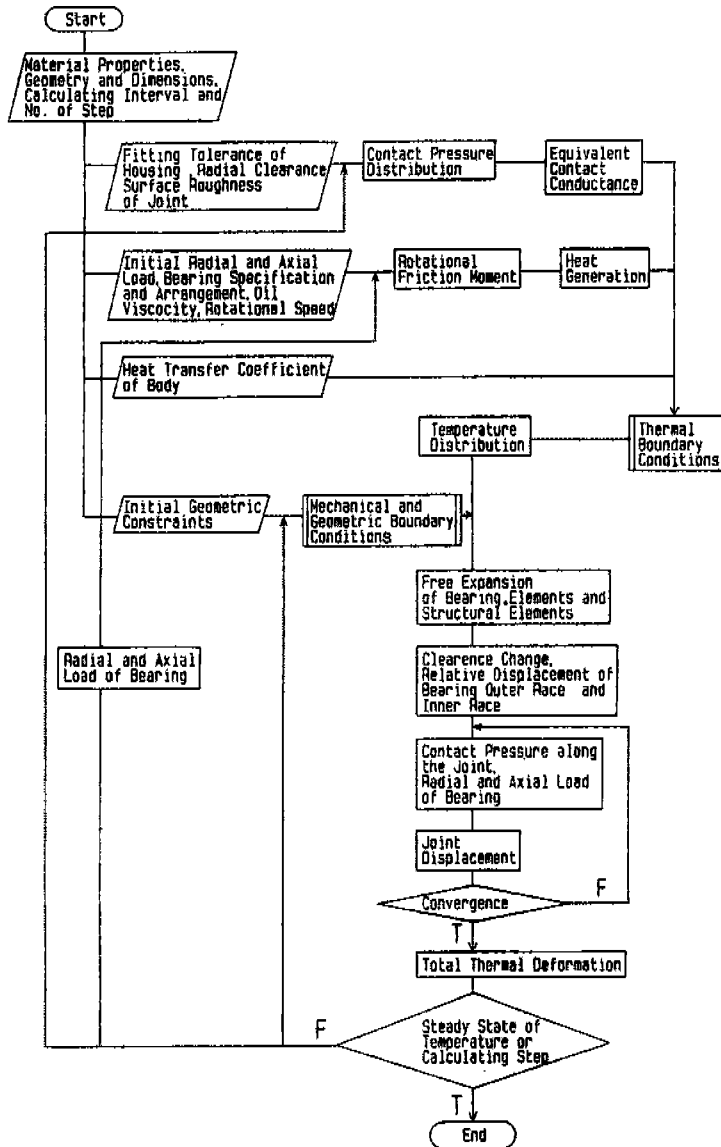 Start
Material Properties,
Geometry and Dimensions,
Calculating Interval and
No. of Step
Fitting Tolerance of
Housing , Radial Clearance
Surface Roughness
of Joint
Contact Pressure
Distribution
Equivalent
Contact
Conductance
Initial Radial and Axial
Load, Bearing Specification
and Arrangement, Oil
Viscocity, Rotational Speed
Rotational
Friction Moment
Heat
Generation
Heat Transfer Coefficient
of Body
Temperature
Distribution
Thermal
Boundary
Conditions
Initial Geometric
Constraints
Mechanical and
Geometric Boundary
Conditions
Free Expansion
of Bearing Elements and
Structural Elements
Radial and Axial
Load of Bearing
Clearence Change,
Relative Displacement of
Bearing Outer Race and
Inner Race
Contact Pressure along
the Joint,
Radial and Axial Load
of Bearing
Joint
Displacement
Convergence
F
T
Total Thermal Deformation
Steady State of
Temperature or
Calculating Step
F
T
End